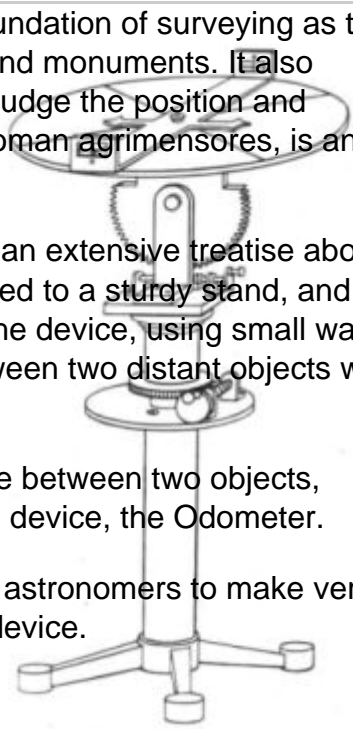 undation of surveying as t
nd monuments. It also
udge the position and
oman agrimensores, is an
an extensive treatise abo
ed to a sturdy stand, and
ne device, using small wa
ween two distant objects w
e between two objects,
device, the Odometer.
astronomers to make ver
device.